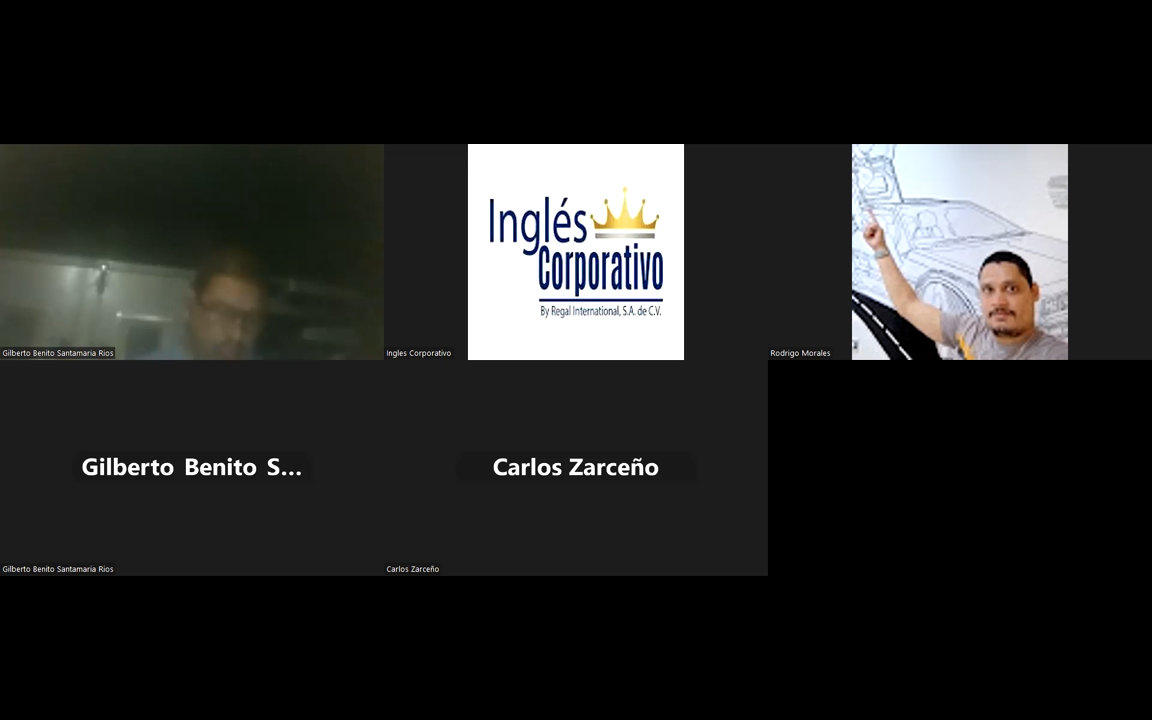 Inglés
Corporativo
By Regal International, S.A. de C.V.
Gilberto Benito Santamaria Rios
Ingles Corporativo
Rodrigo Morales
Gilberto Benito S...
Carlos Zarceño
Gilberto Benito Santamaria Rios
Carlos Zarceño